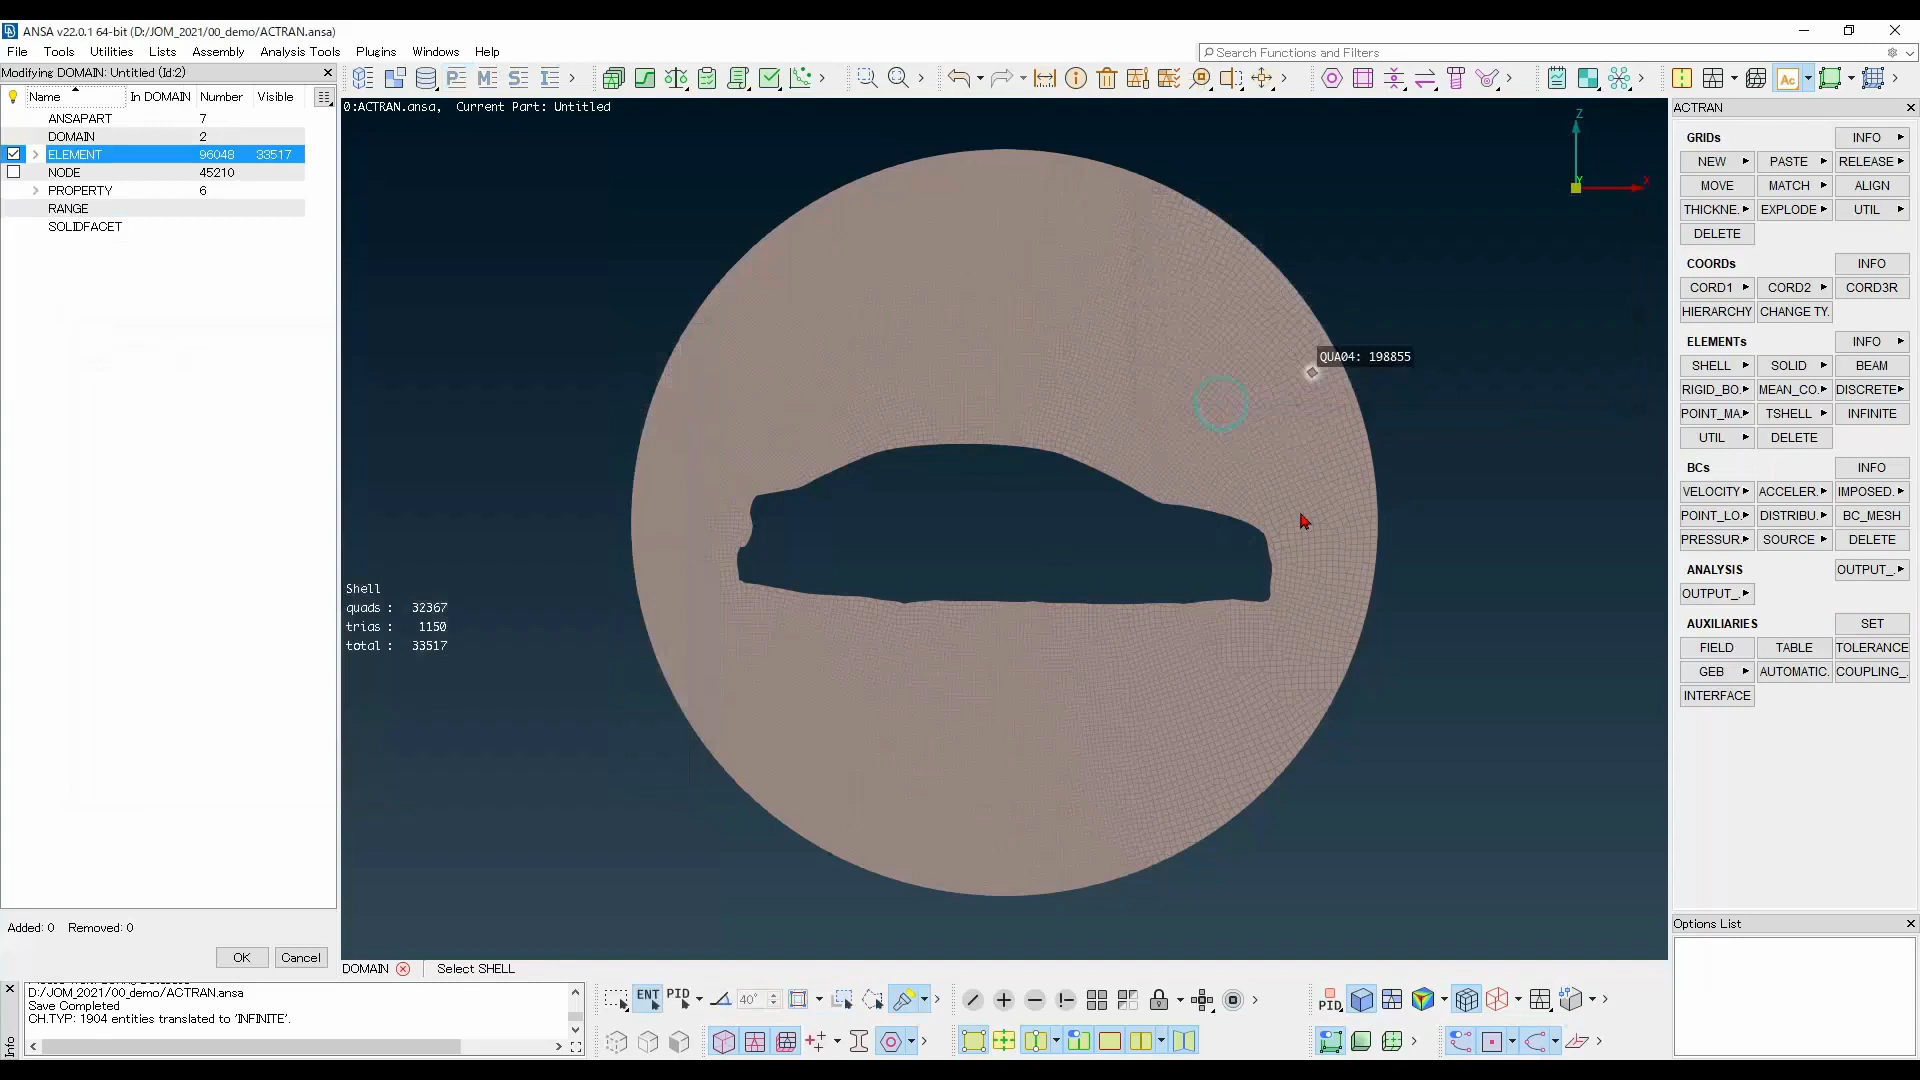 ANSA v22.0.1 64-bit (D:/JOM_2021/00_demo/ACTRAN.ansa)
File Tools Utilities Lists Assembly Analysis Tools Plugins Windows Help
Search Functions and Filters
Modifying DOMAIN: Untitled (Id:2)
Name In DOMAIN Number Visible
ANSAPART 7
DOMAIN 2
ELEMENT 96048 33517
NODE 45210
PROPERTY 6
RANGE
SOLIDFACET
Added: 0 Removed: 0
OK Cancel
0:ACTRAN.ansa, Current Part: Untitled
Z
Y
X
QUAD4: 198855
Shell
quads : 32367
trias : 1150
total : 33517
DOMAIN Select SHELL
ACTRAN
GRIDs INFO
NEW PASTE RELEASE
MOVE MATCH ALIGN
THICKNE. EXPLODE UTIL
DELETE
COORDs INFO
CORD1 CORD2 CORD3R
HIERARCHY CHANGE TY.
ELEMENTs INFO
SHELL SOLID BEAM
RIGID_BO. MEAN_CO. DISCRETE
POINT_MA. TSHELL INFINITE
UTIL DELETE
BCs INFO
VELOCITY ACCELER. IMPOSED.
POINT_LO. DISTRIBU. BC_MESH
PRESSUR. SOURCE DELETE
ANALYSIS OUTPUT_.
OUTPUT_.
AUXILIARIES SET
FIELD TABLE TOLERANCE
GEB AUTOMATIC. COUPLING_.
INTERFACE
Options List
D:/JOM_2021/00_demo/ACTRAN.ansa
Save Completed
CH.TYP: 1904 entities translated to 'INFINITE'.
Info
ENT PID 40°
PID
Ac